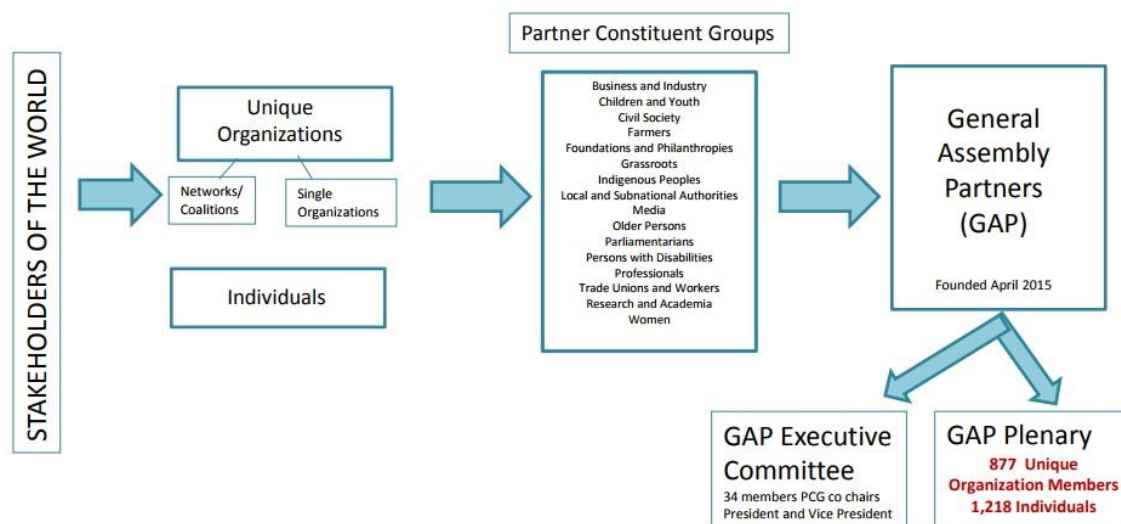 STAKEHOLDERS OF THE WORLD
Unique
Organizations
Networks/
Coalitions
Single
Organizations
Individuals
Partner Constituent Groups
Business and Industry
Children and Youth
Civil Society
Farmers
Foundations and Philanthropies
Grassroots
Indigenous Peoples
Local and Subnational Authorities
Media
Older Persons
Parliamentarians
Persons with Disabilities
Professionals
Trade Unions and Workers
Research and Academia
Women
General
Assembly
Partners
(GAP)
Founded April 2015
GAP Executive
Committee
34 members PCG co chairs
President and Vice President
GAP Plenary
877 Unique
Organization Members
1,218 Individuals